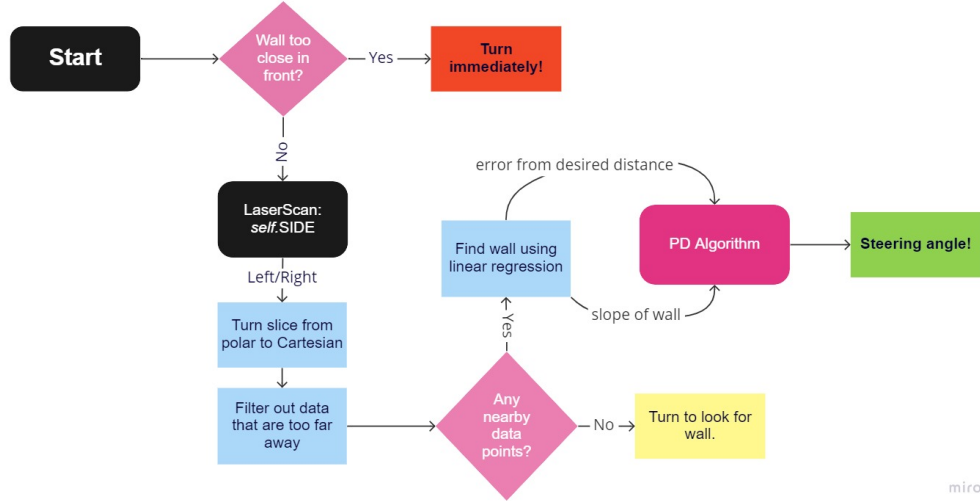 Start
Wall too
close in
front?
Yes
Turn
immediately!
No
LaserScan:
self.SIDE
Left/Right
Turn slice from
polar to Cartesian
Filter out data
that are too far
away
Any
nearby
data
points?
No
Turn to look for
wall.
Yes
Find wall using
linear regression
error from desired distance
slope of wall
PD Algorithm
Steering angle!
miro